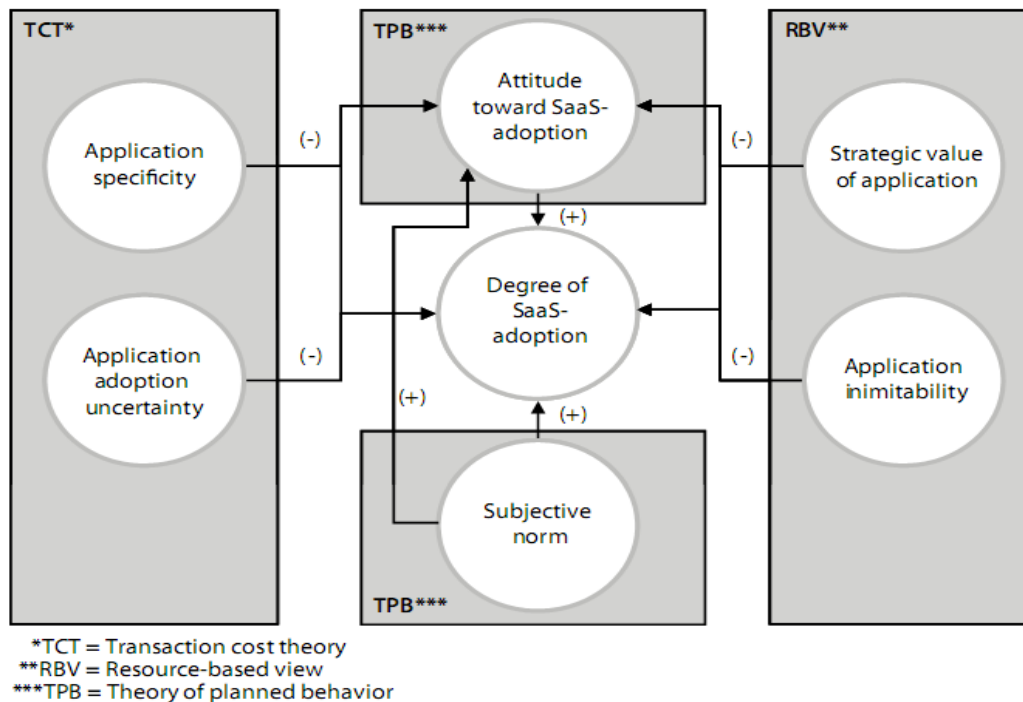 TCT*
TPB***
RBV**
Attitude
toward SaaS-
adoption
(-)
(-)
Application
specificity
Strategic value
of application
(+)
Degree of
SaaS-
adoption
(-)
(-)
Application
adoption
uncertainty
Application
inimitability
(+)
(+)
Subjective
norm
TPB***
*TCT = Transaction cost theory
**RBV = Resource-based view
***TPB = Theory of planned behavior